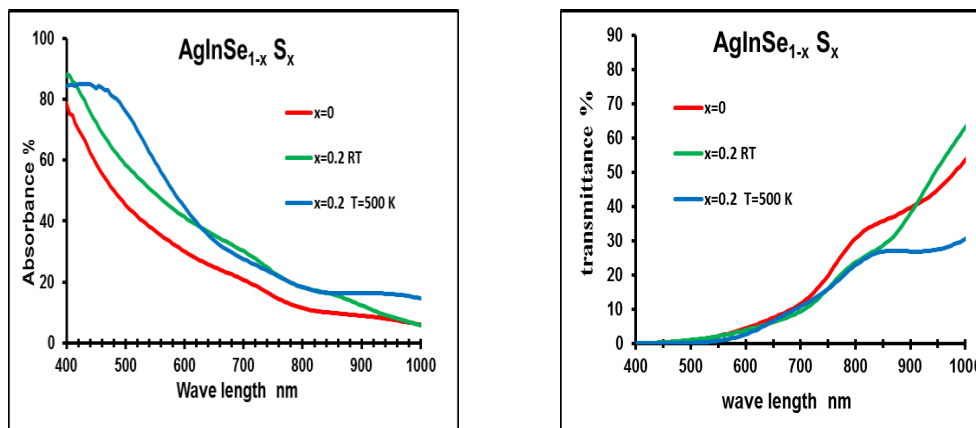 AgInSe1-x Sx
Absorbance %
100
80
60
40
20
0
x=0
x=0.2 RT
x=0.2 T=500 K
400 500 600 700 800 900 1000
Wave length nm
AgInSe1-x Sx
transmittance %
90
80
70
60
50
40
30
20
10
0
x=0
x=0.2 RT
x=0.2 T=500 K
400 500 600 700 800 900 1000
wave length nm